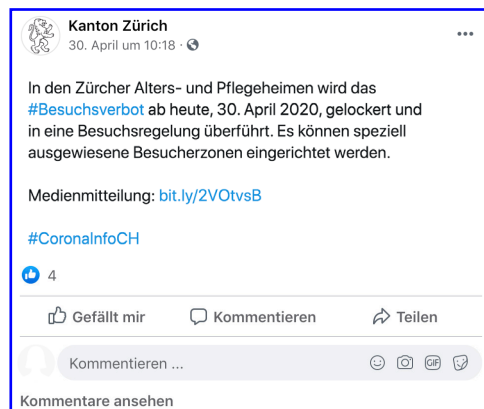 Kanton Zürich
30. April um 10:18 ·
In den Zürcher Alters- und Pflegeheimen wird das
#Besuchsverbot ab heute, 30. April 2020, gelockert und
in eine Besuchsregelung überführt. Es können speziell
ausgewiesene Besucherzonen eingerichtet werden.
Medienmitteilung: bit.ly/2VOtvsB
#CoronaInfoCH
4
Gefällt mir Kommentieren Teilen
Kommentieren ... GIF
Kommentare ansehen